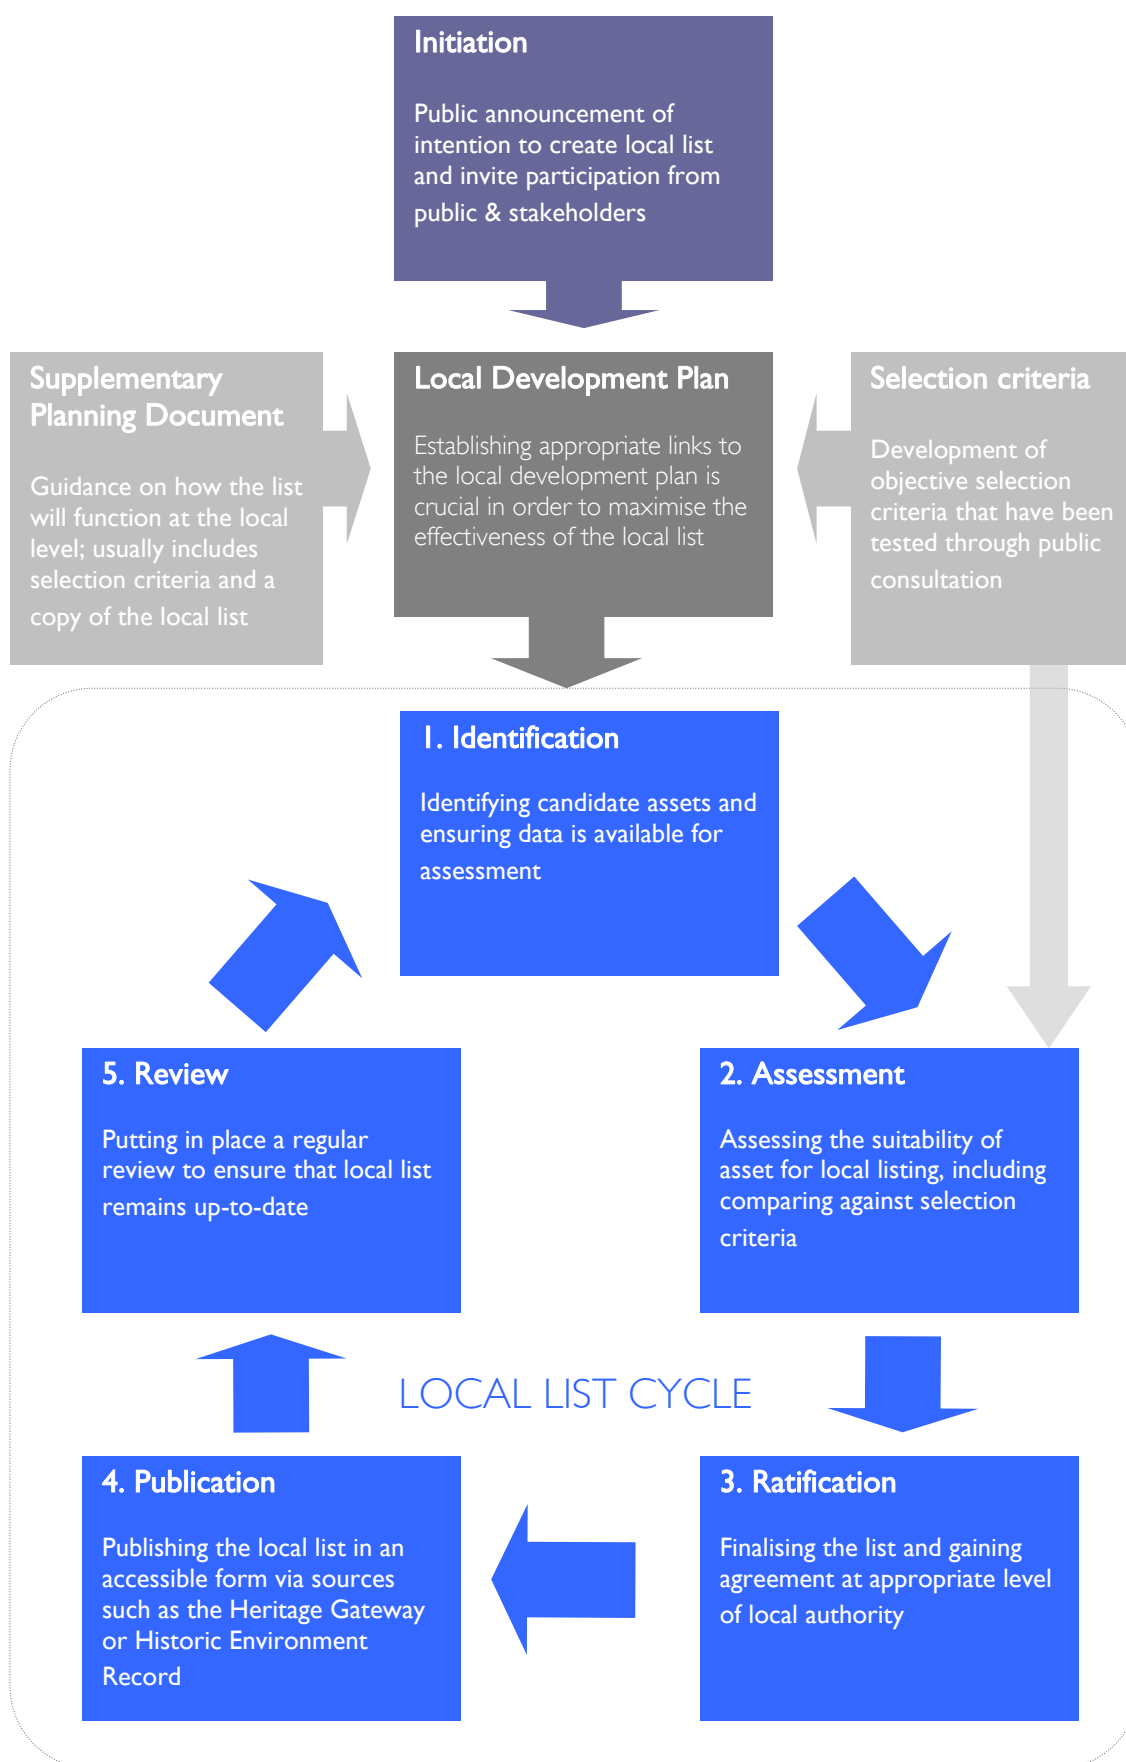 Initiation
Public announcement of
intention to create local list
and invite participation from
public & stakeholders
Supplementary
Planning Document
Guidance on how the list
will function at the local
level; usually includes
selection criteria and a
copy of the local list
Local Development Plan
Establishing appropriate links to
the local development plan is
crucial in order to maximise the
effectiveness of the local list
Selection criteria
Development of
objective selection
criteria that have been
tested through public
consultation
1. Identification
Identifying candidate assets and
ensuring data is available for
assessment
5. Review
Putting in place a regular
review to ensure that local list
remains up-to-date
2. Assessment
Assessing the suitability of
asset for local listing, including
comparing against selection
criteria
LOCAL LIST CYCLE
4. Publication
Publishing the local list in an
accessible form via sources
such as the Heritage Gateway
or Historic Environment
Record
3. Ratification
Finalising the list and gaining
agreement at appropriate level
of local authority